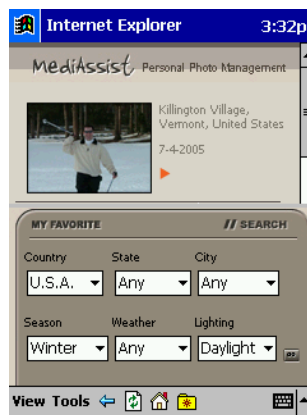 Internet Explorer 3:32p
MediAssist Personal Photo Management
Killington Village,
Vermont, United States
7-4-2005
MY FAVORITE // SEARCH
Country State City
U.S.A. Any Any
Season Weather Lighting
Winter Any Daylight
View Tools